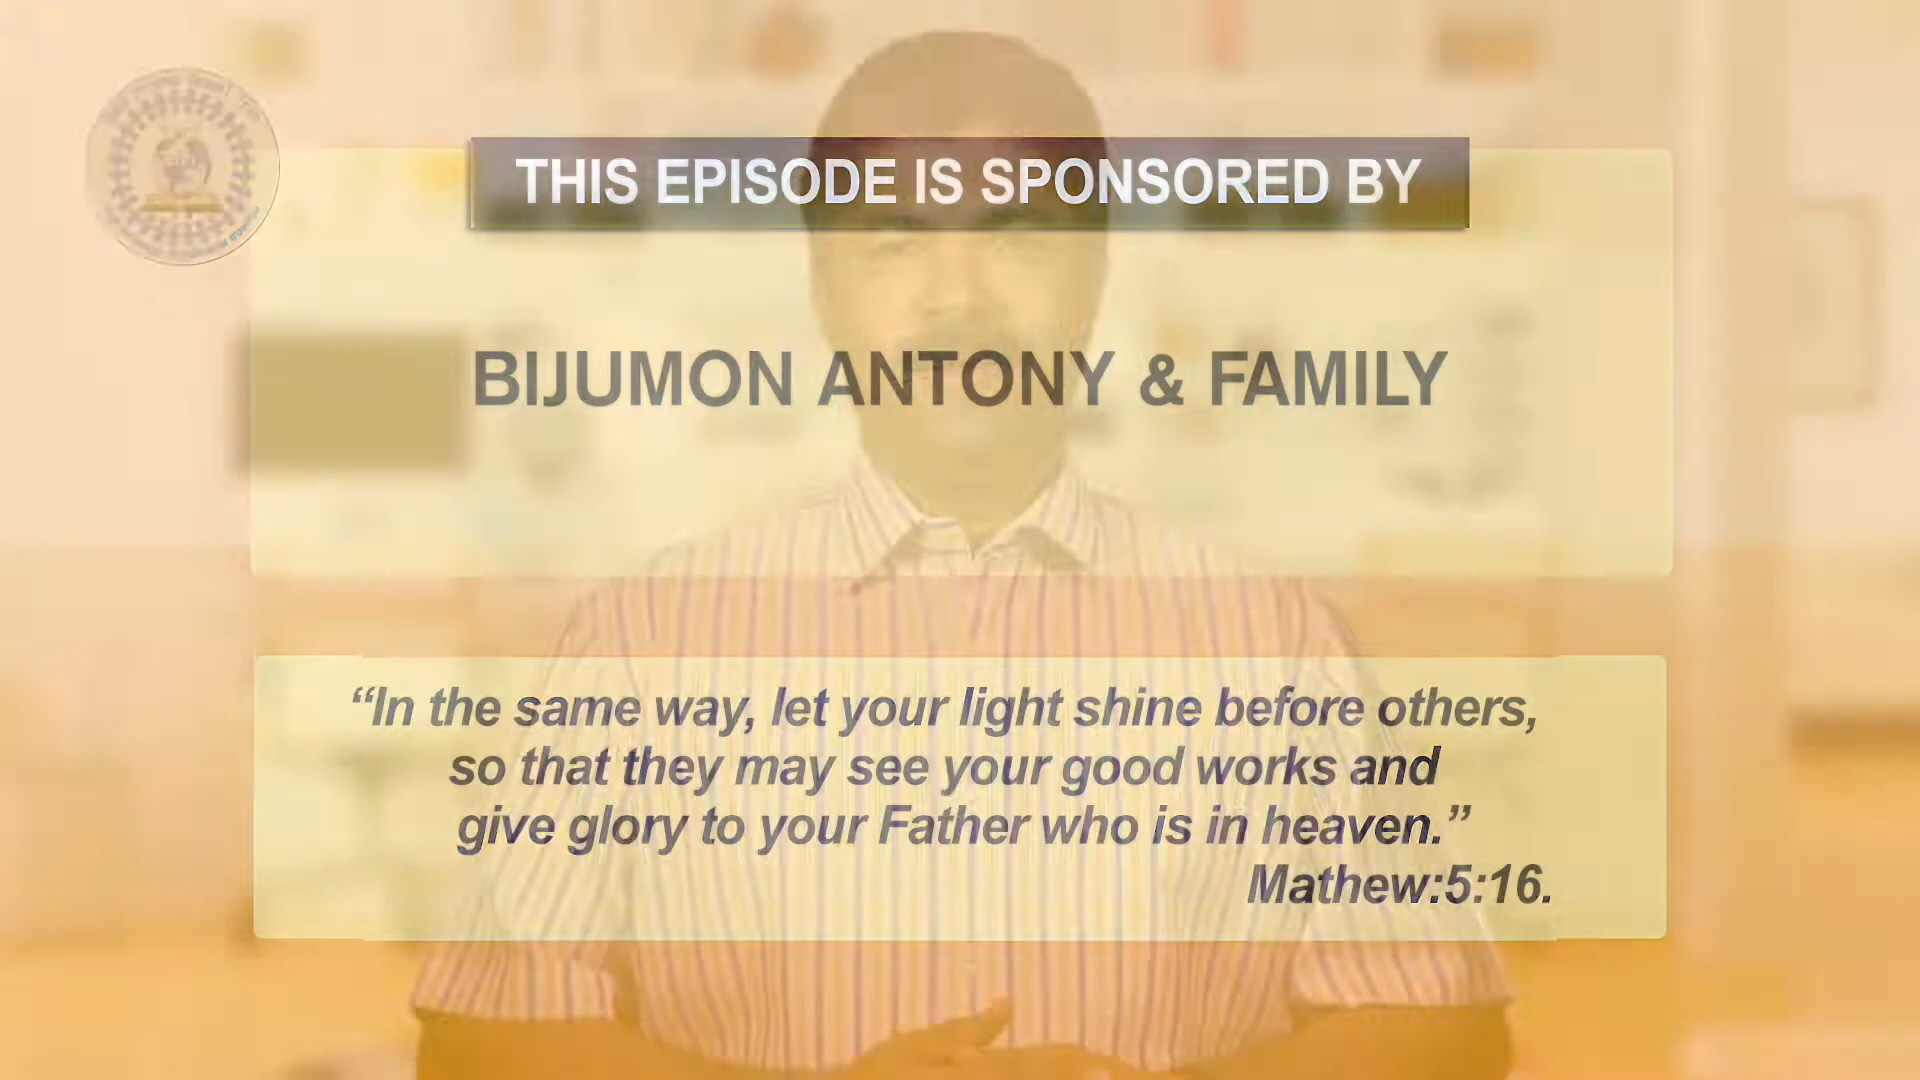 THIS EPISODE IS SPONSORED BY
BIJUMON ANTONY & FAMILY
“In the same way, let your light shine before others,
so that they may see your good works and
give glory to your Father who is in heaven.”
Mathew:5:16.